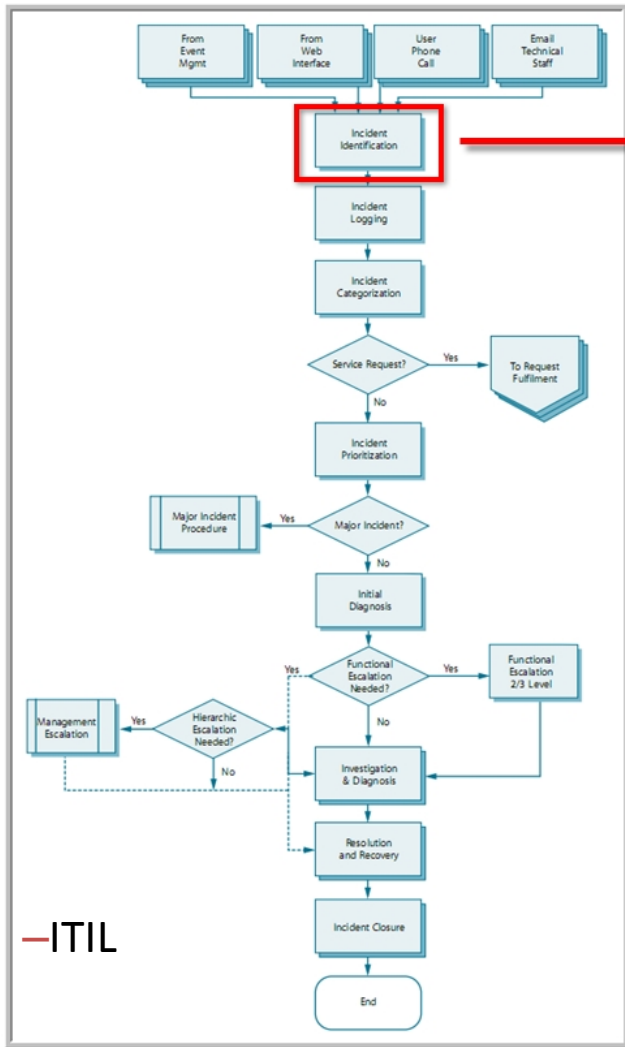 From
Event
Mgmt
From
Web
Interface
User
Phone
Call
Email
Technical
Staff
Incident
Identification
Incident
Logging
Incident
Categorization
Service Request?
Yes
To Request
Fulfilment
No
Incident
Prioritization
Major Incident
Procedure
Yes
Major Incident?
No
Initial
Diagnosis
Yes
Functional
Escalation
Needed?
Yes
Functional
Escalation
2/3 Level
No
Management
Escalation
Yes
Hierarchic
Escalation
Needed?
No
Investigation
& Diagnosis
Resolution
and Recovery
Incident Closure
End
—ITIL